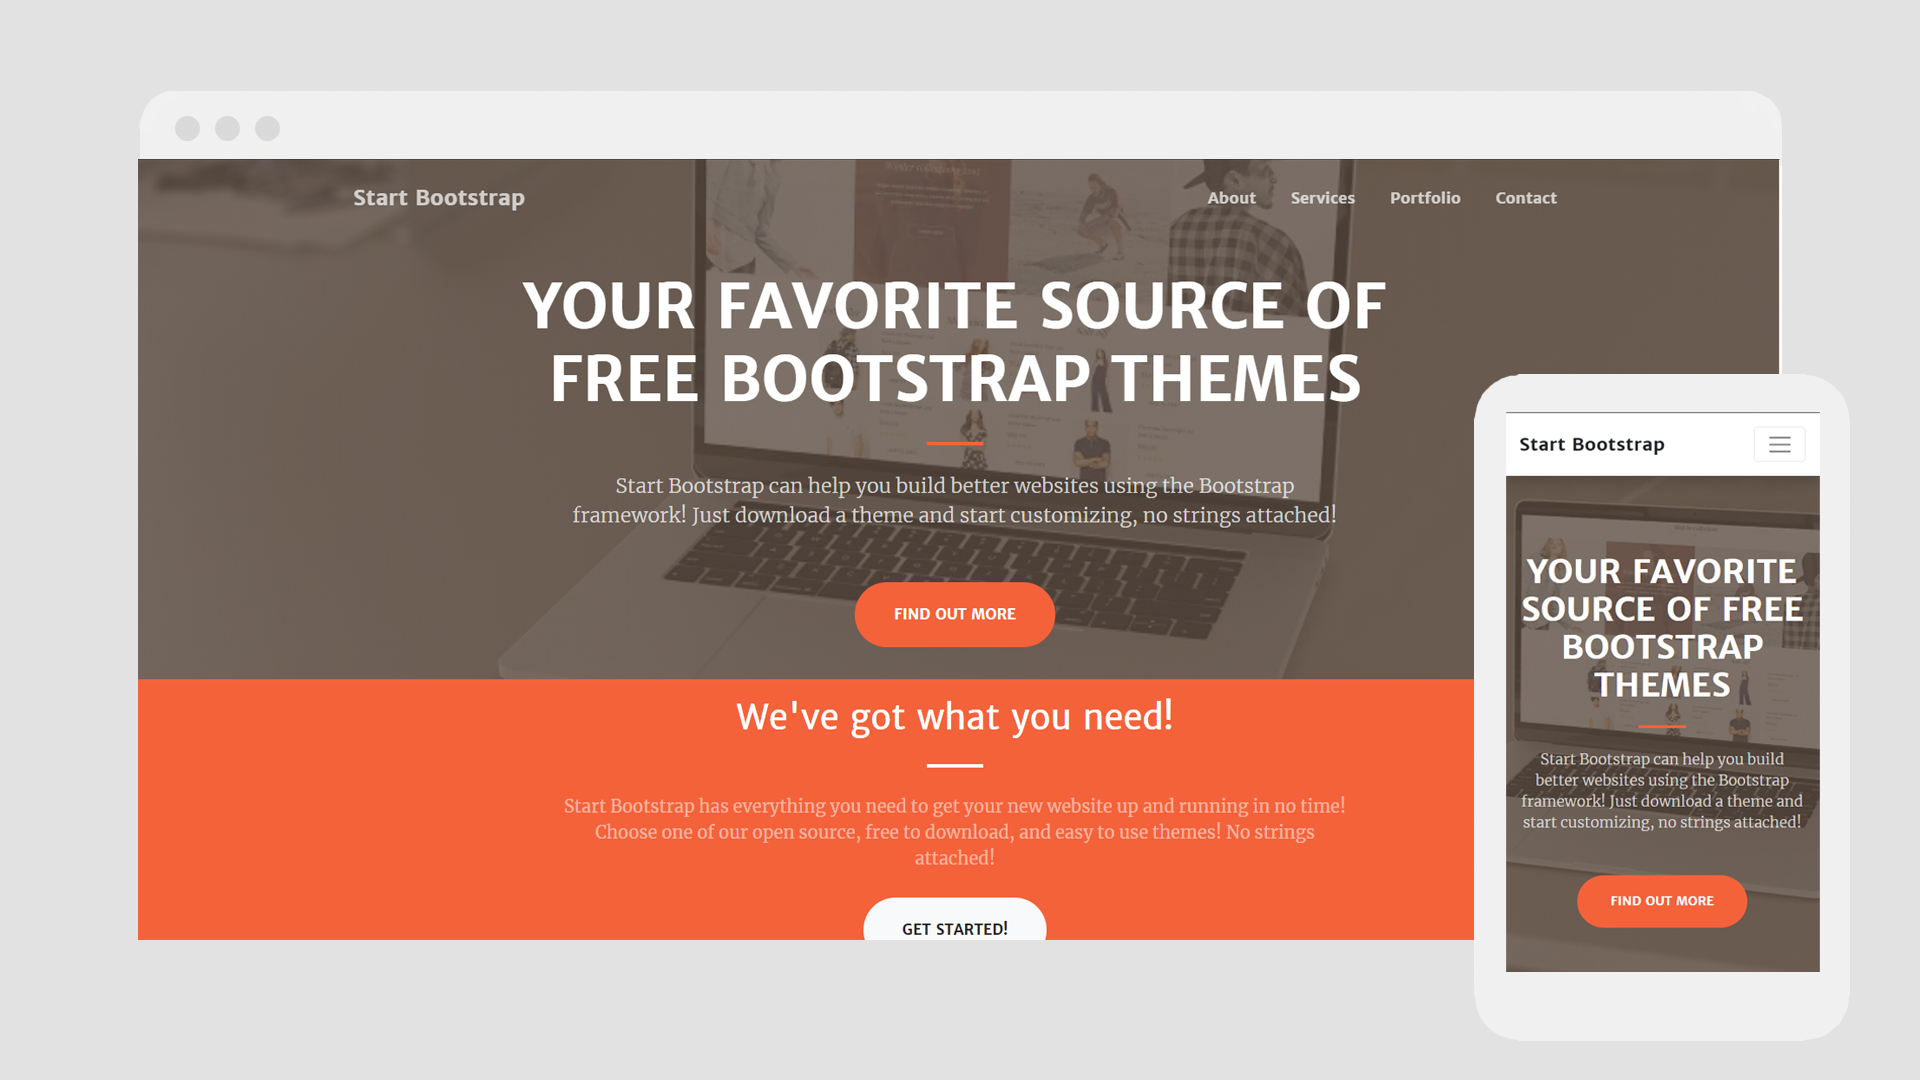 Start Bootstrap
About Services Portfolio Contact
YOUR FAVORITE SOURCE OF
FREE BOOTSTRAP THEMES
Start Bootstrap can help you build better websites using the Bootstrap
framework! Just download a theme and start customizing, no strings attached!
FIND OUT MORE
We've got what you need!
Start Bootstrap has everything you need to get your new website up and running in no time!
Choose one of our open source, free to download, and easy to use themes! No strings
attached!
GET STARTED!
Start Bootstrap
YOUR FAVORITE
SOURCE OF FREE
BOOTSTRAP
THEMES
Start Bootstrap can help you build
better websites using the Bootstrap
framework! Just download a theme and
start customizing, no strings attached!
FIND OUT MORE